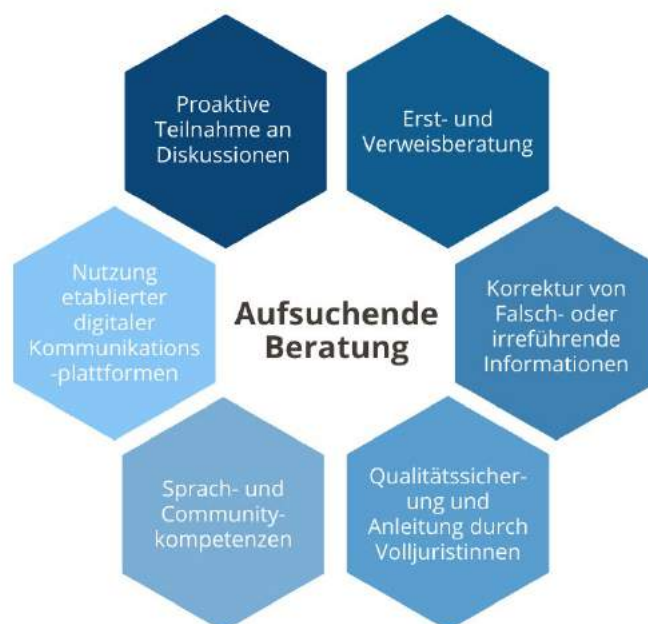 Proaktive
Teilnahme an
Diskussionen
Erst- und
Verweisberatung
Nutzung
etablierter
digitaler
Kommunikations
-plattformen
Aufsuchende
Beratung
Korrektur von
Falsch- oder
irreführende
Informationen
Sprach- und
Community-
kompetenzen
Qualitätssicher-
ung und
Anleitung durch
Volljuristinnen